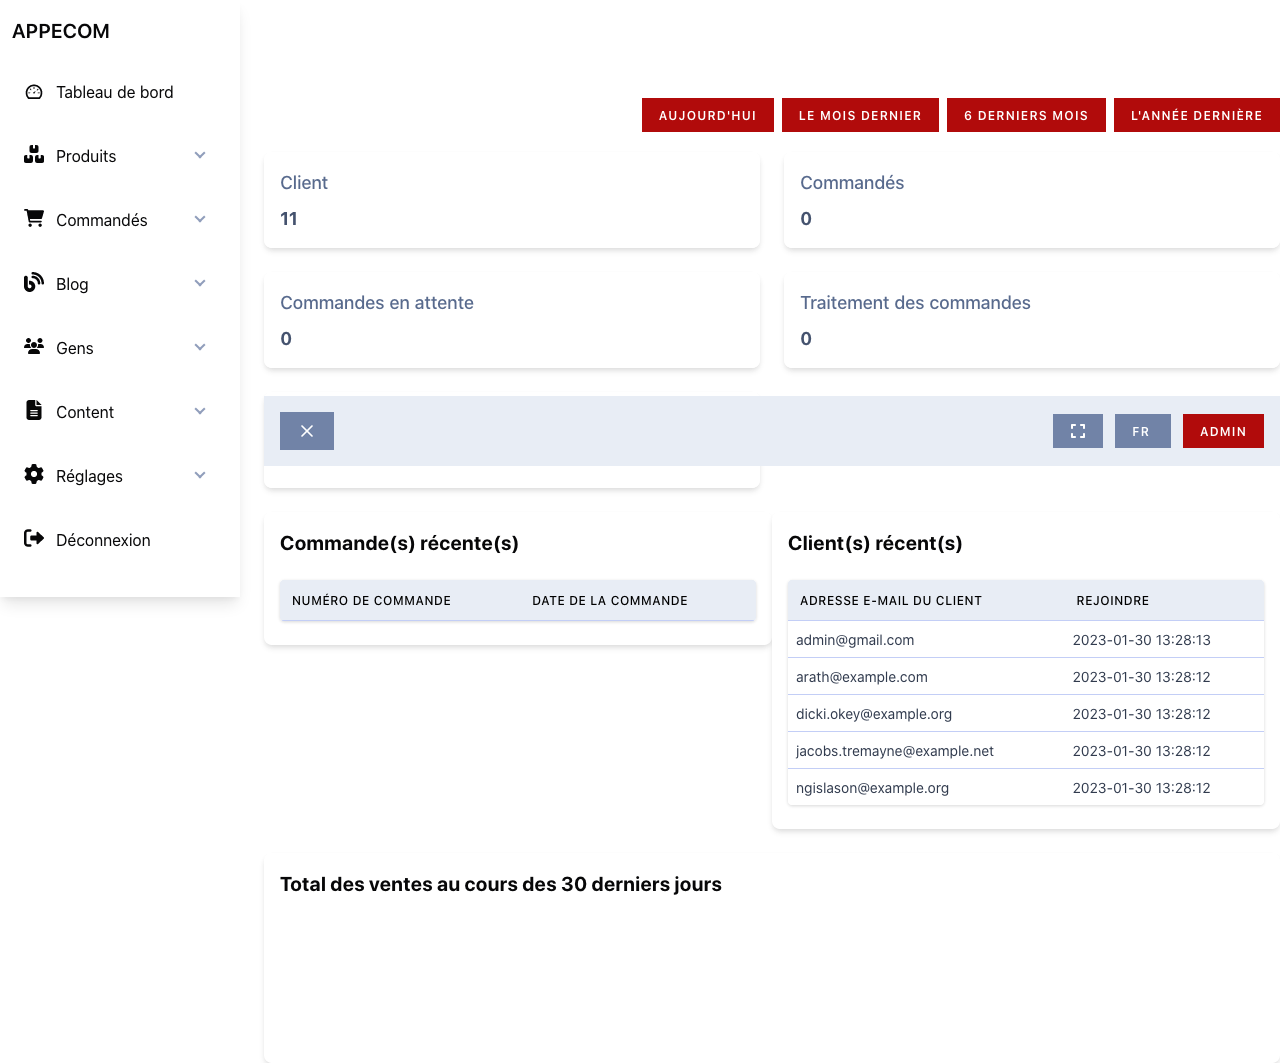 APPECOM
Tableau de bord
Produits
Commandés
Blog
Gens
Content
Réglages
Déconnexion
AUJOURD'HUI LE MOIS DERNIER 6 DERNIERS MOIS L'ANNÉE DERNIÈRE
Client
11
Commandés
0
Commandes en attente
0
Traitement des commandes
0
FR ADMIN
Commande(s) récente(s)
NUMÉRO DE COMMANDE DATE DE LA COMMANDE
Client(s) récent(s)
ADRESSE E-MAIL DU CLIENT REJOINDRE
admin@gmail.com 2023-01-30 13:28:13
arath@example.com 2023-01-30 13:28:12
dicki.okey@example.org 2023-01-30 13:28:12
jacobs.tremayne@example.net 2023-01-30 13:28:12
ngislason@example.org 2023-01-30 13:28:12
Total des ventes au cours des 30 derniers jours